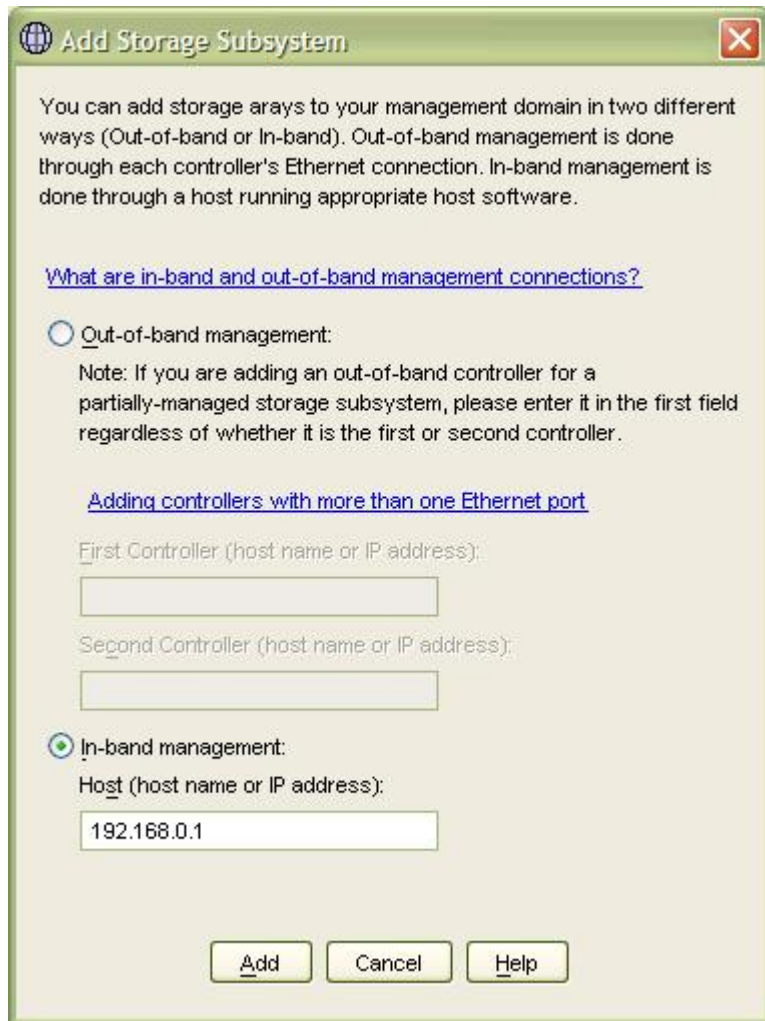 Add Storage Subsystem
You can add storage arays to your management domain in two different
ways (Out-of-band or In-band). Out-of-band management is done
through each controller's Ethernet connection. In-band management is
done through a host running appropriate host software.
What are in-band and out-of-band management connections?
Out-of-band management:
Note: If you are adding an out-of-band controller for a
partially-managed storage subsystem, please enter it in the first field
regardless of whether it is the first or second controller.
Adding controllers with more than one Ethernet port
First Controller (host name or IP address):
Second Controller (host name or IP address):
In-band management:
Host (host name or IP address):
192.168.0.1
Add Cancel Help